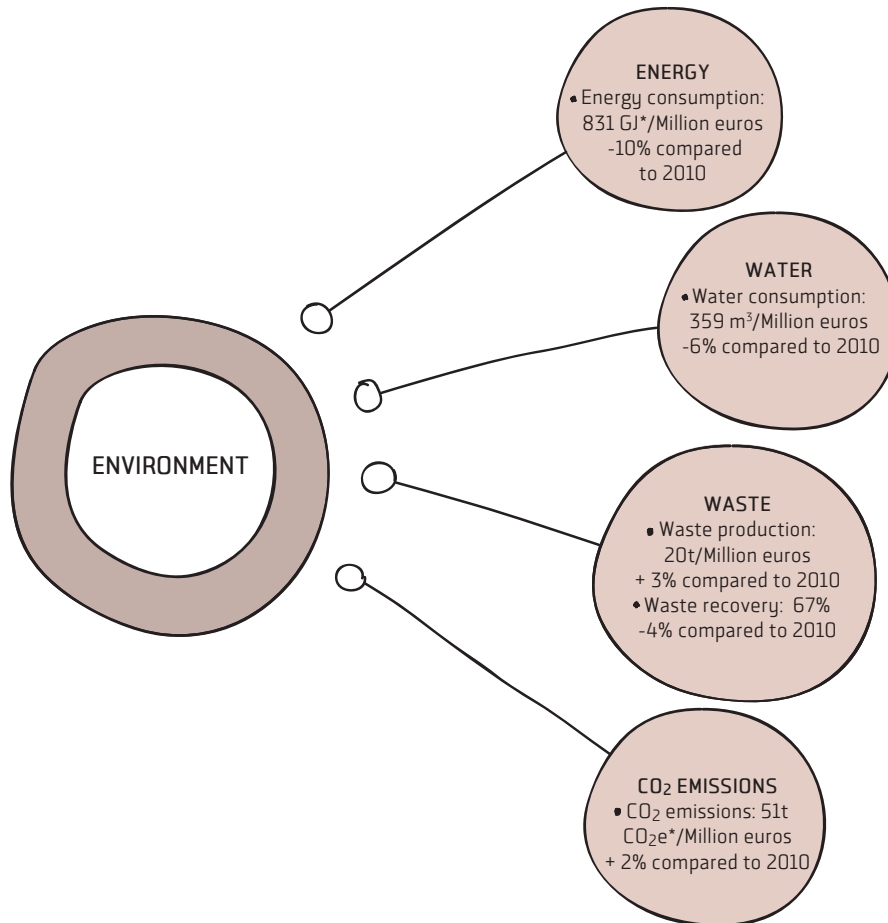 ENERGY
• Energy consumption:
831 GJ*/Million euros
-10% compared
to 2010
WATER
• Water consumption:
359 m³/Million euros
-6% compared to 2010
ENVIRONMENT
WASTE
• Waste production:
20t/Million euros
+ 3% compared to 2010
• Waste recovery: 67%
-4% compared to 2010
CO₂ EMISSIONS
• CO₂ emissions: 51t
CO₂e*/Million euros
+ 2% compared to 2010